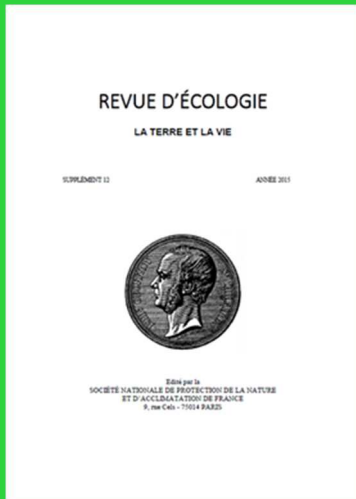 REVUE D'ÉCOLOGIE
LA TERRE ET LA VIE
SUPPLÉMENT 12 ANNÉE 2015
Edité par la
SOCIÉTÉ NATIONALE DE PROTECTION DE LA NATURE
ET D'ACCLIMATATION DE FRANCE
9, rue Cels - 75014 PARIS